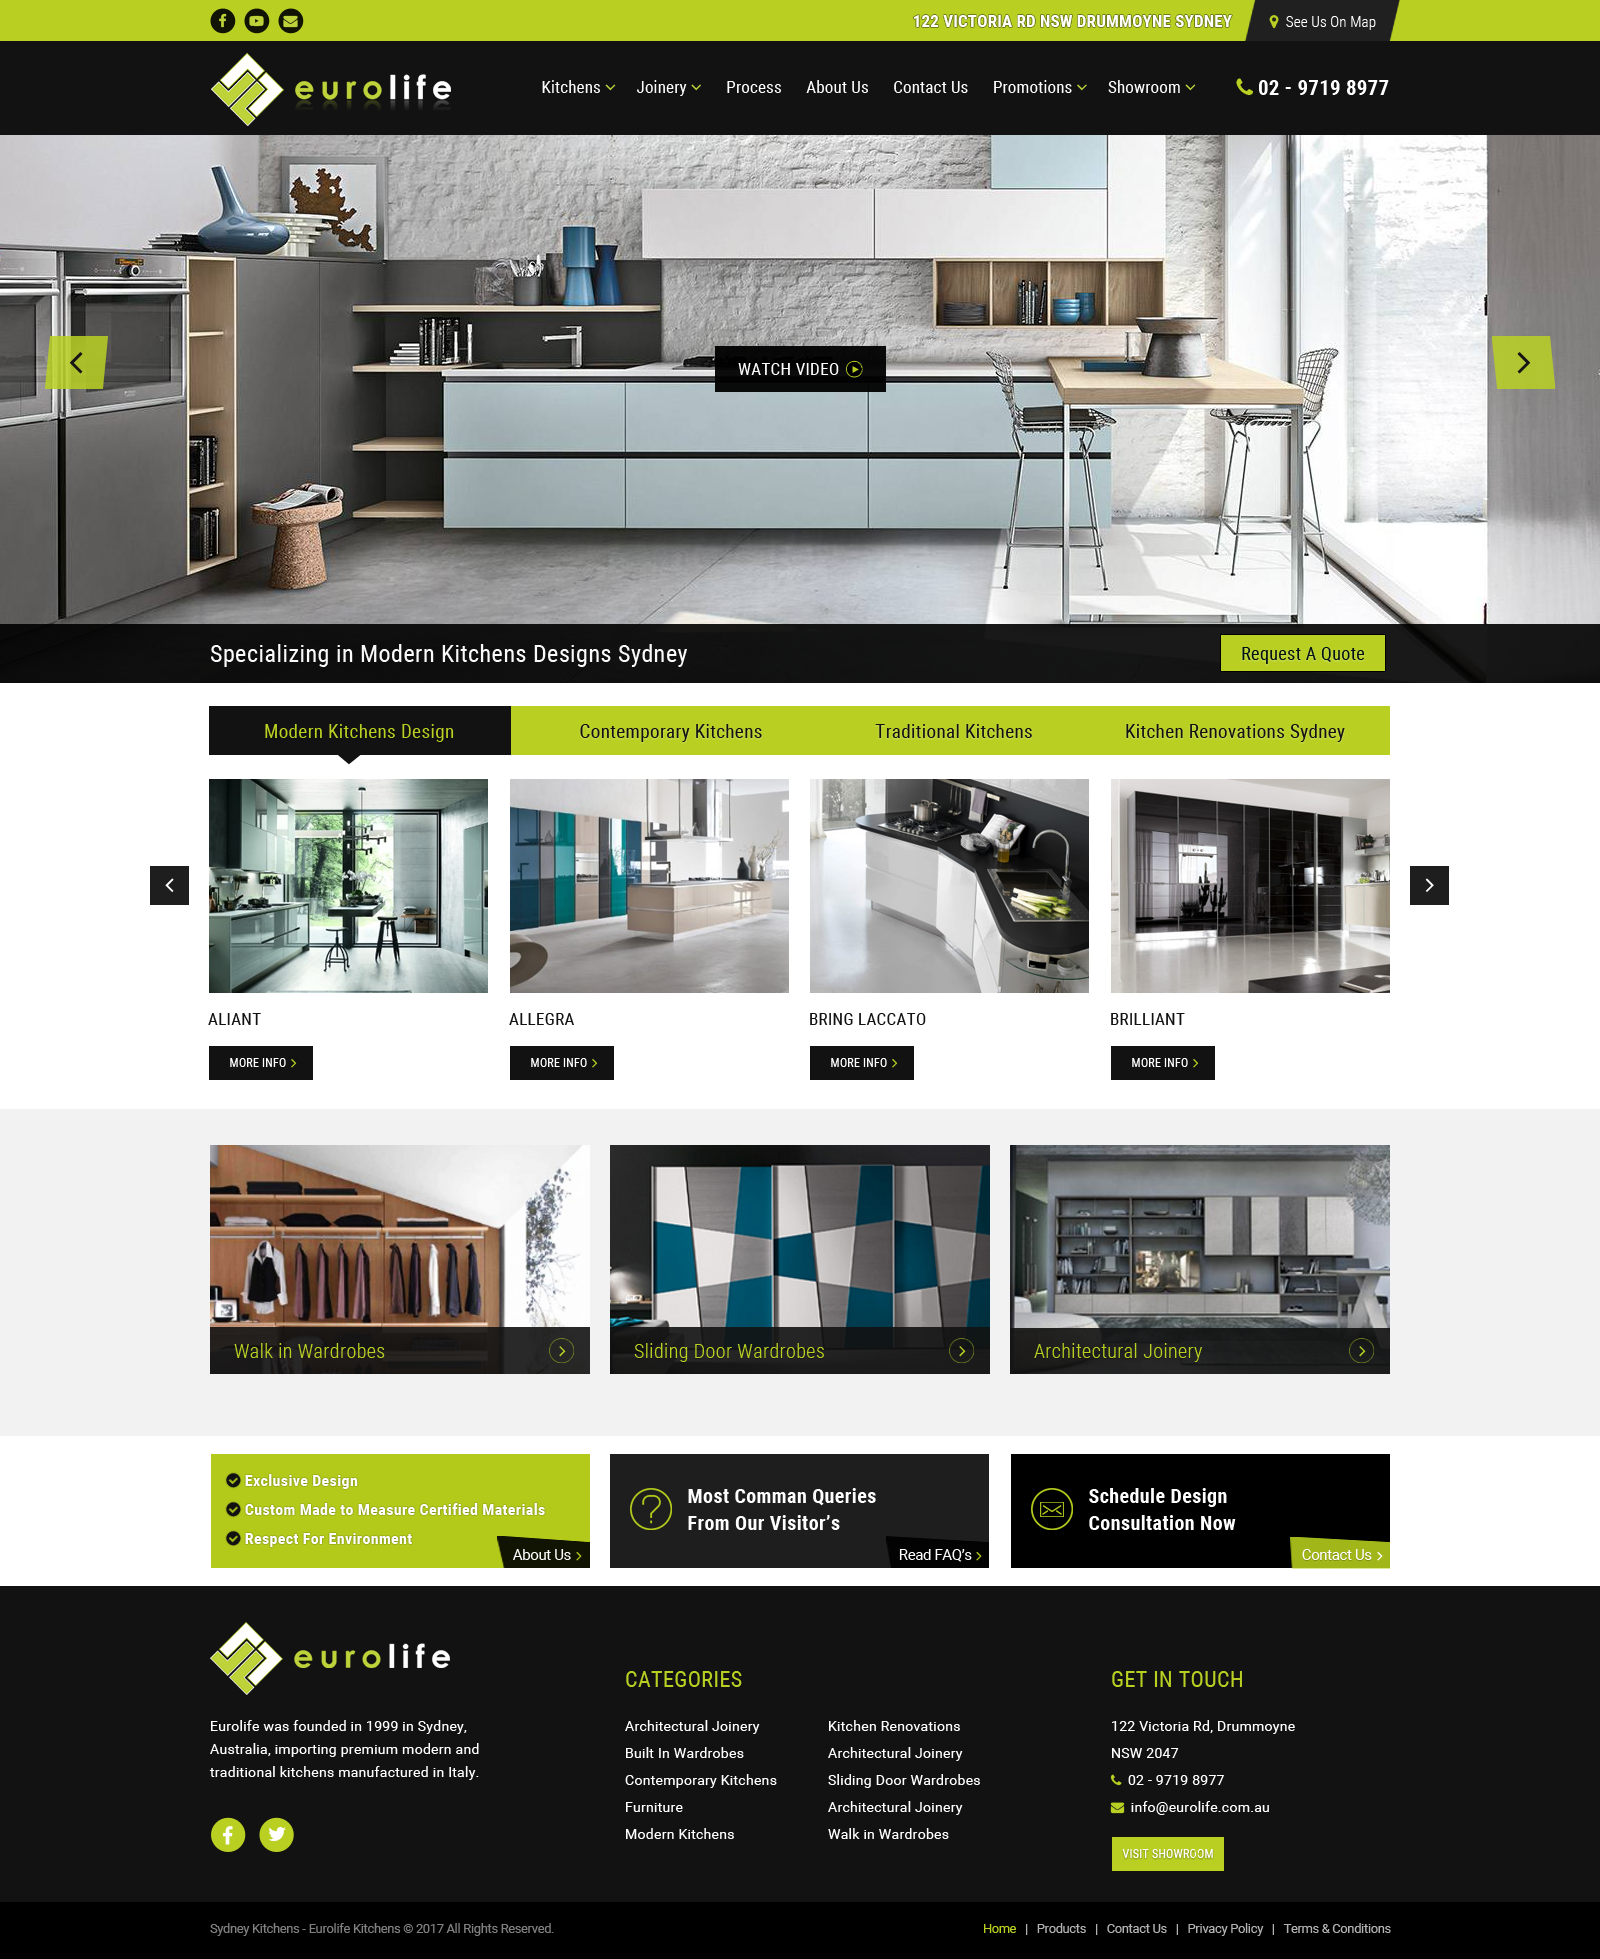 122 VICTORIA RD NSW DRUMMOYNE SYDNEY
See Us On Map
eurolife
Kitchens
Joinery
Process
About Us
Contact Us
Promotions
Showroom
02 - 9719 8977
WATCH VIDEO
Specializing in Modern Kitchens Designs Sydney
Request A Quote
Modern Kitchens Design
Contemporary Kitchens
Traditional Kitchens
Kitchen Renovations Sydney
ALIANT
ALLEGRA
BRING LACCATO
BRILLIANT
MORE INFO
MORE INFO
MORE INFO
MORE INFO
Walk in Wardrobes
Sliding Door Wardrobes
Architectural Joinery
Exclusive Design
Custom Made to Measure Certified Materials
Respect For Environment
About Us
Most Comman Queries
From Our Visitor's
Read FAQ's
Schedule Design
Consultation Now
Contact Us
eurolife
Eurolife was founded in 1999 in Sydney,
Australia, importing premium modern and
traditional kitchens manufactured in Italy.
CATEGORIES
Architectural Joinery
Built In Wardrobes
Contemporary Kitchens
Furniture
Modern Kitchens
Kitchen Renovations
Architectural Joinery
Sliding Door Wardrobes
Architectural Joinery
Walk in Wardrobes
GET IN TOUCH
122 Victoria Rd, Drummoyne
NSW 2047
02 - 9719 8977
info@eurolife.com.au
VISIT SHOWROOM
Sydney Kitchens - Eurolife Kitchens © 2017 All Rights Reserved.
Home | Products | Contact Us | Privacy Policy | Terms & Conditions